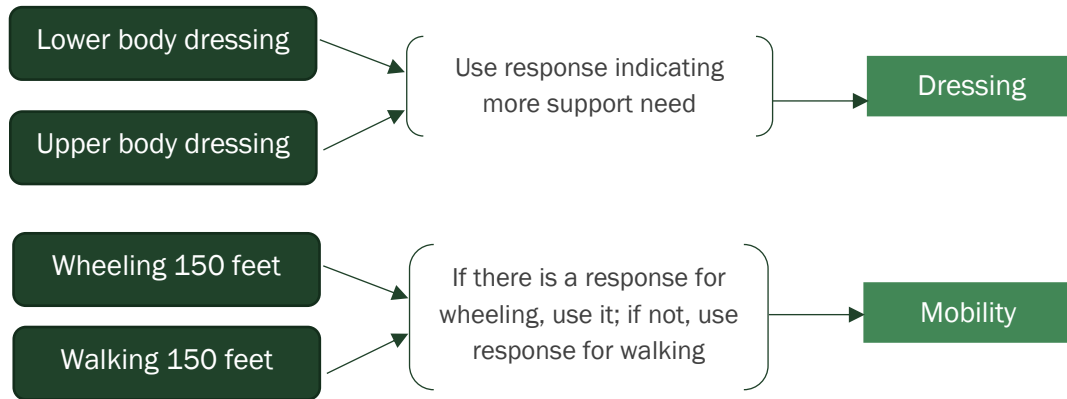 Lower body dressing
Upper body dressing
Use response indicating
more support need
Dressing
Wheeling 150 feet
Walking 150 feet
If there is a response for
wheeling, use it; if not, use
response for walking
Mobility